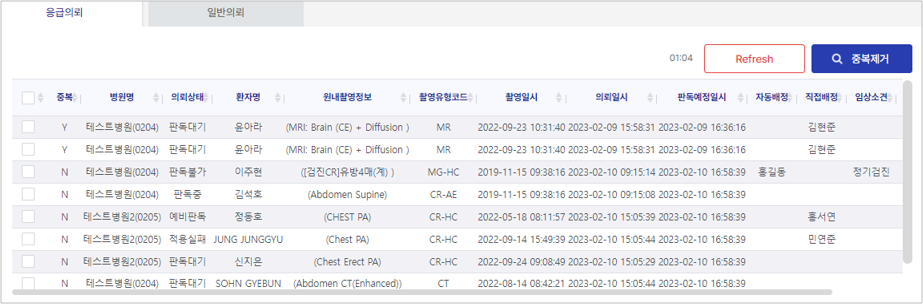 응급의뢰 일반의뢰
01:04 Refresh 중복제거
중복 병원명 의뢰상태 환자명 원내촬영정보 촬영유형코드 촬영일시 의뢰일시 판독예정일시 자동배정 직접배정 임상소견
Y 테스트병원(0204) 판독대기 윤아라 (MRI: Brain (CE) + Diffusion ) MR 2022-09-23 10:31:40 2023-02-09 15:58:31 2023-02-09 16:36:16 김현준
Y 테스트병원(0204) 판독대기 윤아라 (MRI: Brain (CE) + Diffusion ) MR 2022-09-23 10:31:40 2023-02-09 15:58:31 2023-02-09 16:36:16 김현준
N 테스트병원(0204) 판독불가 이주현 ([검진CR]유방4매(계) ) MG-HC 2019-11-15 09:38:16 2023-02-10 09:15:14 2023-02-10 16:58:39 홍길동 정기검진
N 테스트병원(0204) 판독중 김석호 (Abdomen Supine) CR-AE 2019-11-15 09:38:16 2023-02-10 09:15:08 2023-02-10 16:58:39
N 테스트병원2(0205) 예비판독 정동호 (CHEST PA) CR-HC 2022-05-18 08:11:57 2023-02-10 15:05:39 2023-02-10 16:58:39 홍서연
N 테스트병원2(0205) 적용실패 JUNG JUNGGYU (Chest PA) CR-HC 2022-09-14 15:49:39 2023-02-10 15:05:44 2023-02-10 16:58:39 민연준
N 테스트병원2(0205) 판독대기 신지은 (Chest Erect PA) CR-HC 2022-09-24 09:08:49 2023-02-10 15:05:29 2023-02-10 16:58:39
N 테스트병원(0204) 판독대기 SOHN GYEBUN (Abdomen CT(Enhanced)) CT 2022-08-14 08:42:21 2023-02-10 15:05:44 2023-02-10 16:58:39